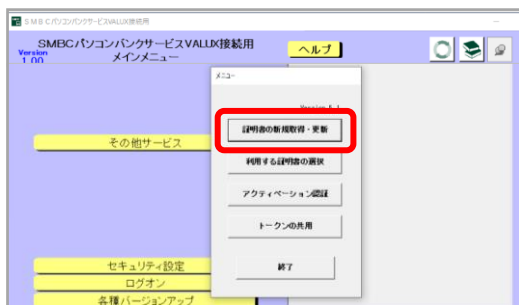 SMBCパソコンバンクサービスVALUX接続用
SMBCパソコンバンクサービスVALUX接続用
Version
1.00
メインメニュー
ヘルプ
メニュー
Version 5.1
証明書の新規取得・更新
その他サービス
利用する証明書の選択
アクティベーション認証
トークンの共用
セキュリティ設定
終了
ログオン
各種バージョンアップ